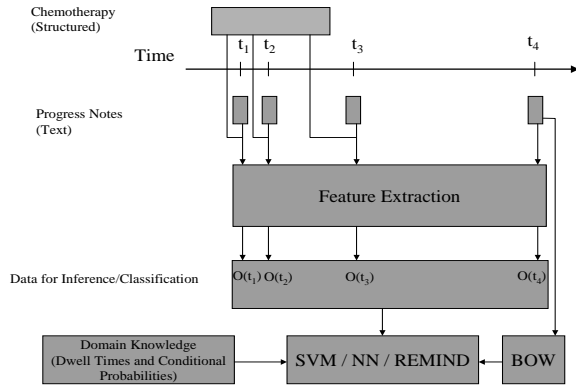 Chemotherapy
(Structured)
t₁ t₂ t₃ t₄
Time
Progress Notes
(Text)
Feature Extraction
Data for Inference/Classification
O(t₁) O(t₂) O(t₃) O(t₄)
Domain Knowledge
(Dwell Times and Conditional
Probabilities)
SVM / NN / REMIND
BOW